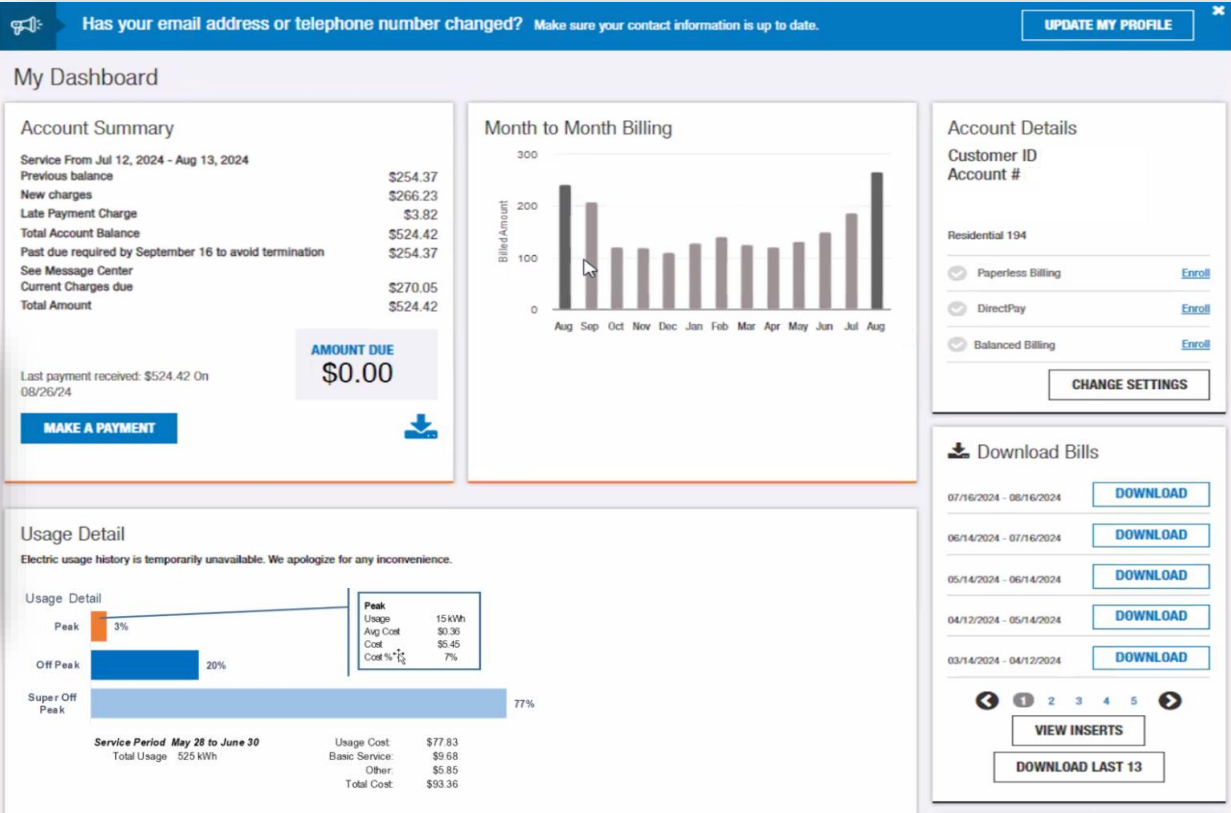 Has your email address or telephone number changed? Make sure your contact information is up to date.
UPDATE MY PROFILE
My Dashboard
Account Summary
Service From Jul 12, 2024 - Aug 13, 2024
Previous balance $254.37
New charges $266.23
Late Payment Charge $3.82
Total Account Balance $524.42
Past due required by September 16 to avoid termination $254.37
See Message Center
Current Charges due $270.05
Total Amount $524.42
AMOUNT DUE
$0.00
Last payment received: $524.42 On
08/26/24
MAKE A PAYMENT
Month to Month Billing
300
200
100
0
Billed Amount
Aug Sep Oct Nov Dec Jan Feb Mar Apr May Jun Jul Aug
Account Details
Customer ID
Account #
Residential 194
Paperless Billing Enroll
DirectPay Enroll
Balanced Billing Enroll
CHANGE SETTINGS
Download Bills
07/16/2024 - 08/16/2024 DOWNLOAD
06/14/2024 - 07/16/2024 DOWNLOAD
05/14/2024 - 06/14/2024 DOWNLOAD
04/12/2024 - 05/14/2024 DOWNLOAD
03/14/2024 - 04/12/2024 DOWNLOAD
1 2 3 4 5
VIEW INSERTS
DOWNLOAD LAST 13
Usage Detail
Electric usage history is temporarily unavailable. We apologize for any inconvenience.
Usage Detail
Peak 3%
Off Peak 20%
Super Off
Peak
77%
Peak
Usage 15 kWh
Avg Cost $0.36
Cost $5.45
Cost %* 7%
Service Period May 28 to June 30
Total Usage 525 kWh
Usage Cost: $77.83
Basic Service: $9.68
Other: $5.85
Total Cost: $93.36